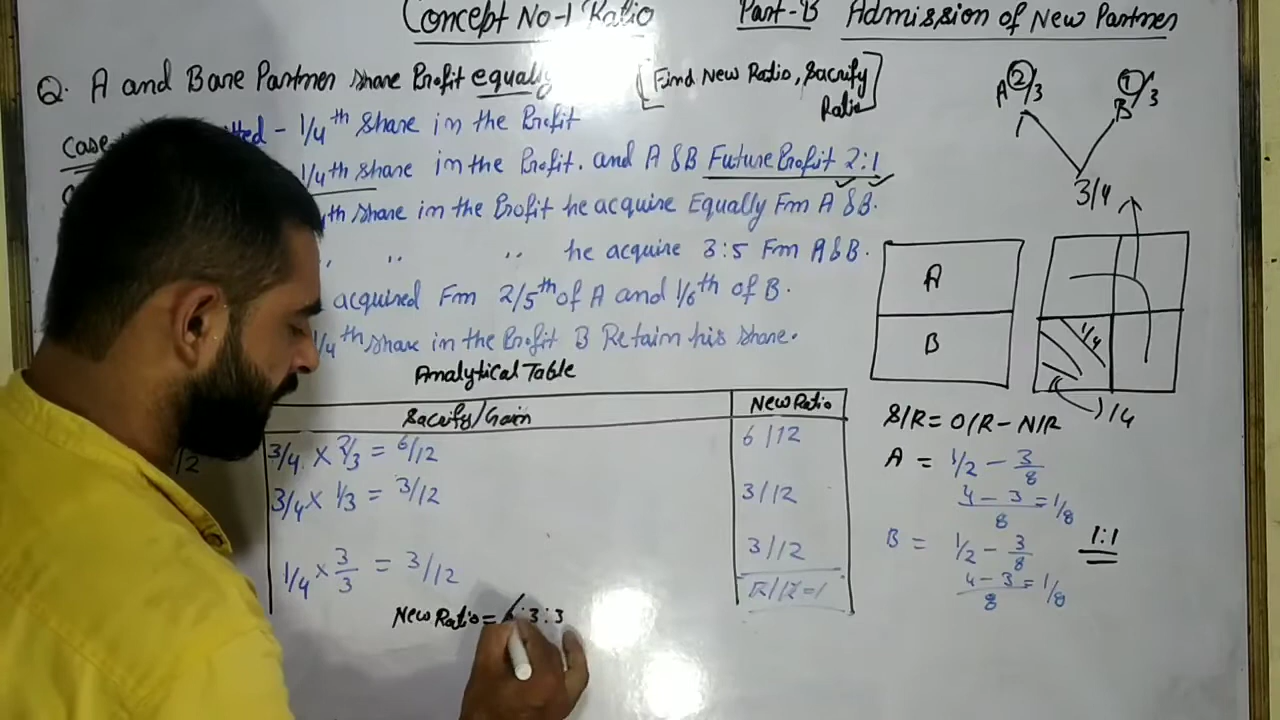 Concept No-1 Ratio Part-B Admission of New Partner
Q. A and B are Partner share Profit equally [Find New Ratio, Sacrify Ratio]
Case
itted - 1/4th Share in the Profit
1/4th share in the Profit. and A & B Future Profit 2:1
4th share in the Profit he acquire Equally Fm A & B.
,, ,, ,, he acquire 3:5 Fm A & B.
acquired Fm 2/5th of A and 1/6th of B.
1/4th share in the Profit B Retain his share.
Analytical Table
Sacrify/Gain New Ratio
3/4 × 2/3 = 6/12 6/12
3/4 × 1/3 = 3/12 3/12
1/4 × 3/3 = 3/12 3/12
12/12=1
New Ratio = 6:3:3
/2
A 2/3 B 1/3
3/4
A
B
1/4
1/4
S/R = O/R - N/R
A = 1/2 - 3/8
4-3/8 = 1/8
B = 1/2 - 3/8 1:1
4-3/8 = 1/8